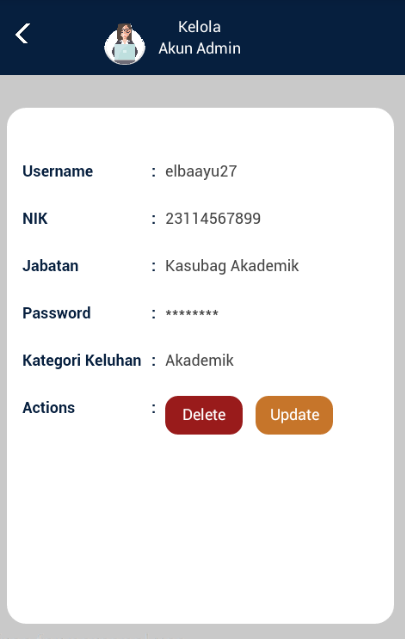 Kelola
Akun Admin
Username : elbaayu27
NIK : 23114567899
Jabatan : Kasubag Akademik
Password : ********
Kategori Keluhan : Akademik
Actions : Delete Update